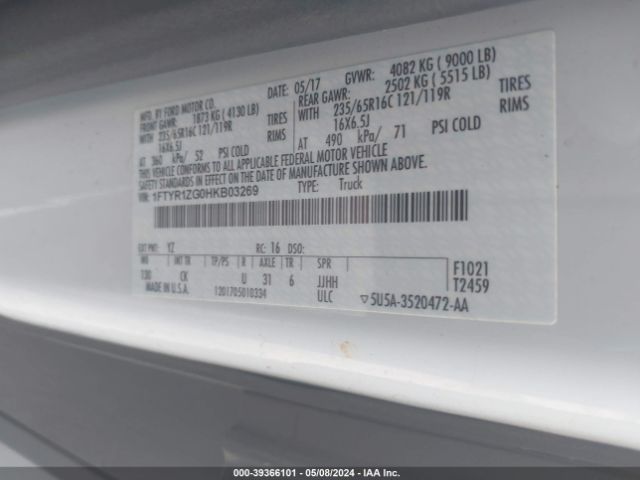 MFG. BY FORD MOTOR CO.
DATE: 05/17 GVWR: 4082 KG ( 9000 LB)
FRONT GAWR: 1873 KG ( 4130 LB)
REAR GAWR: 2502 KG ( 5515 LB)
WITH 235/65R16C 121/119R TIRES
WITH 235/65R16C 121/119R TIRES
16X6.5J RIMS
16X6.5J RIMS
AT 360 kPa/ 52 PSI COLD
AT 490 kPa/ 71 PSI COLD
THIS VEHICLE CONFORMS TO ALL APPLICABLE FEDERAL MOTOR VEHICLE
SAFETY STANDARDS IN EFFECT ON THE DATE OF MANUFACTURE SHOWN ABOVE.
VIN: 1FTYR1ZG0HKB03269
TYPE: Truck
EXT PNT: YZ RC: 16 DSO:
WB INT TR TP/PS R AXLE TR SPR
130 CK U 31 6 JJHH
F1021
T2459
MADE IN U.S.A. 1201705010334 ULC
▽5U5A-3520472-AA
000-39366101 - 05/08/2024 - IAA Inc.